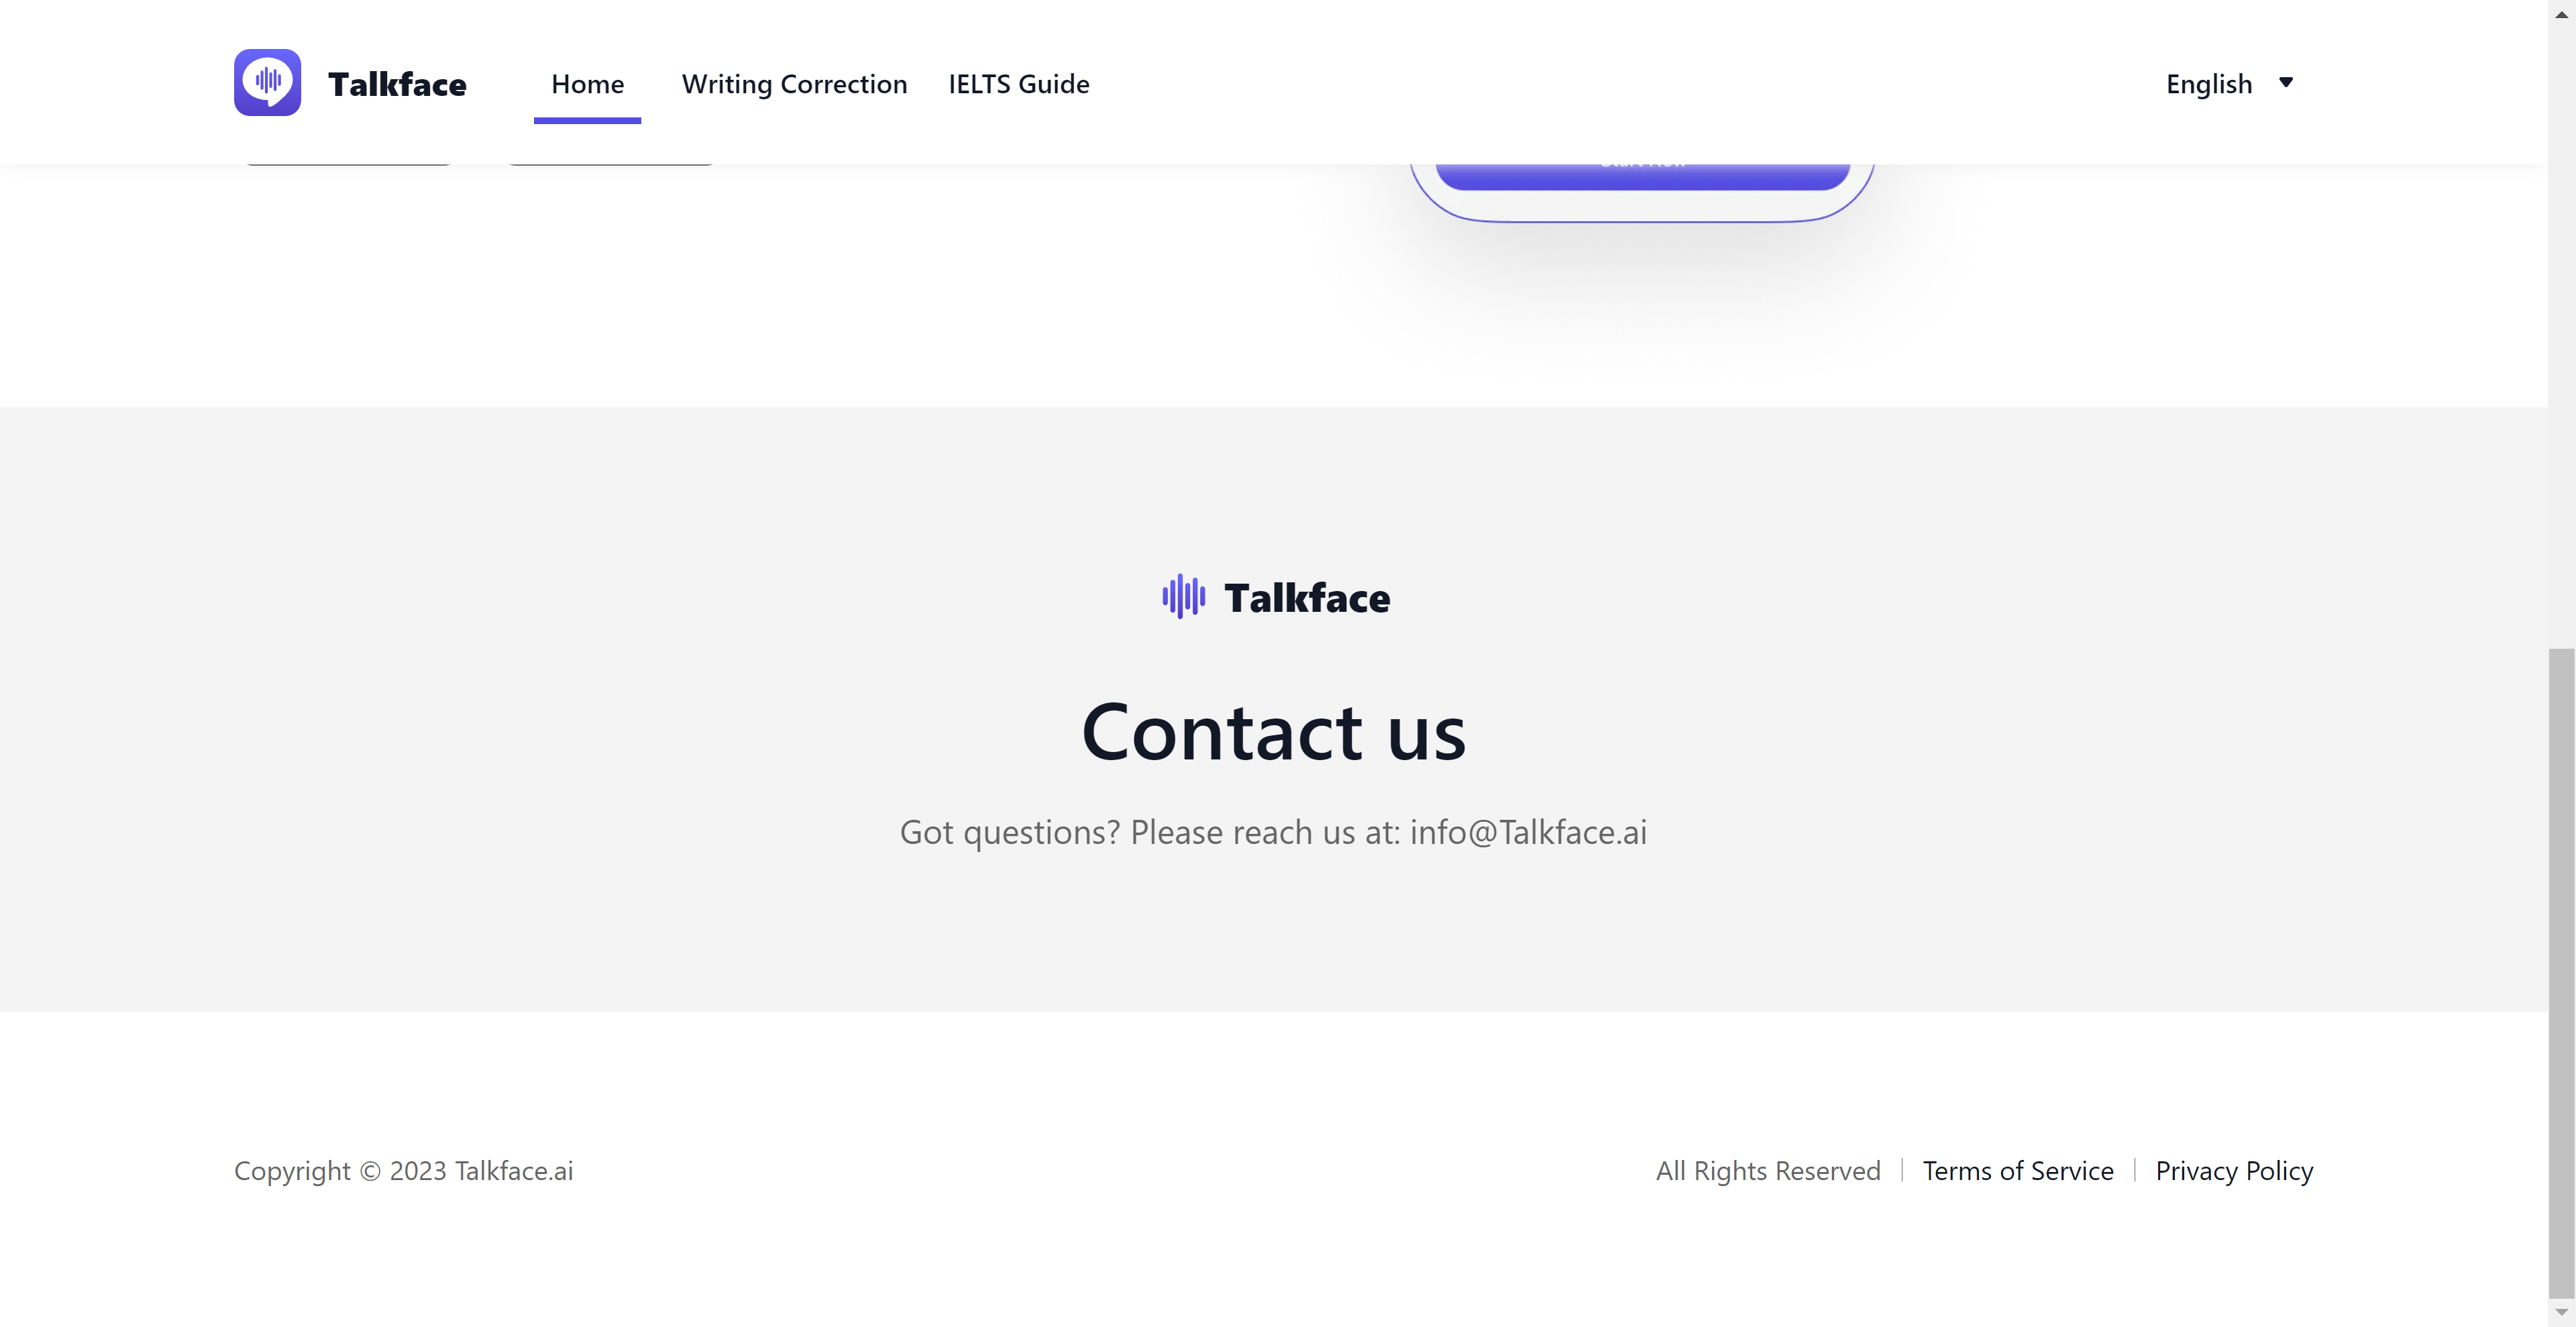 Talkface
Home
Writing Correction
IELTS Guide
English
Talkface
Contact us
Got questions? Please reach us at: info@Talkface.ai
Copyright © 2023 Talkface.ai
All Rights Reserved
Terms of Service
Privacy Policy